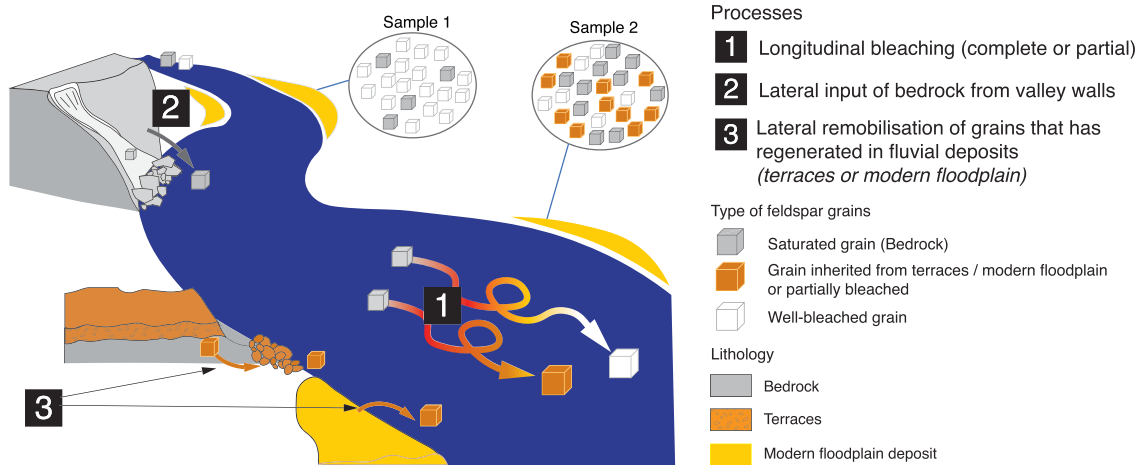 Sample 1
Sample 2
2
1
3
Processes
1 Longitudinal bleaching (complete or partial)
2 Lateral input of bedrock from valley walls
3 Lateral remobilisation of grains that has
regenerated in fluvial deposits
(terraces or modern floodplain)
Type of feldspar grains
Saturated grain (Bedrock)
Grain inherited from terraces / modern floodplain
or partially bleached
Well-bleached grain
Lithology
Bedrock
Terraces
Modern floodplain deposit